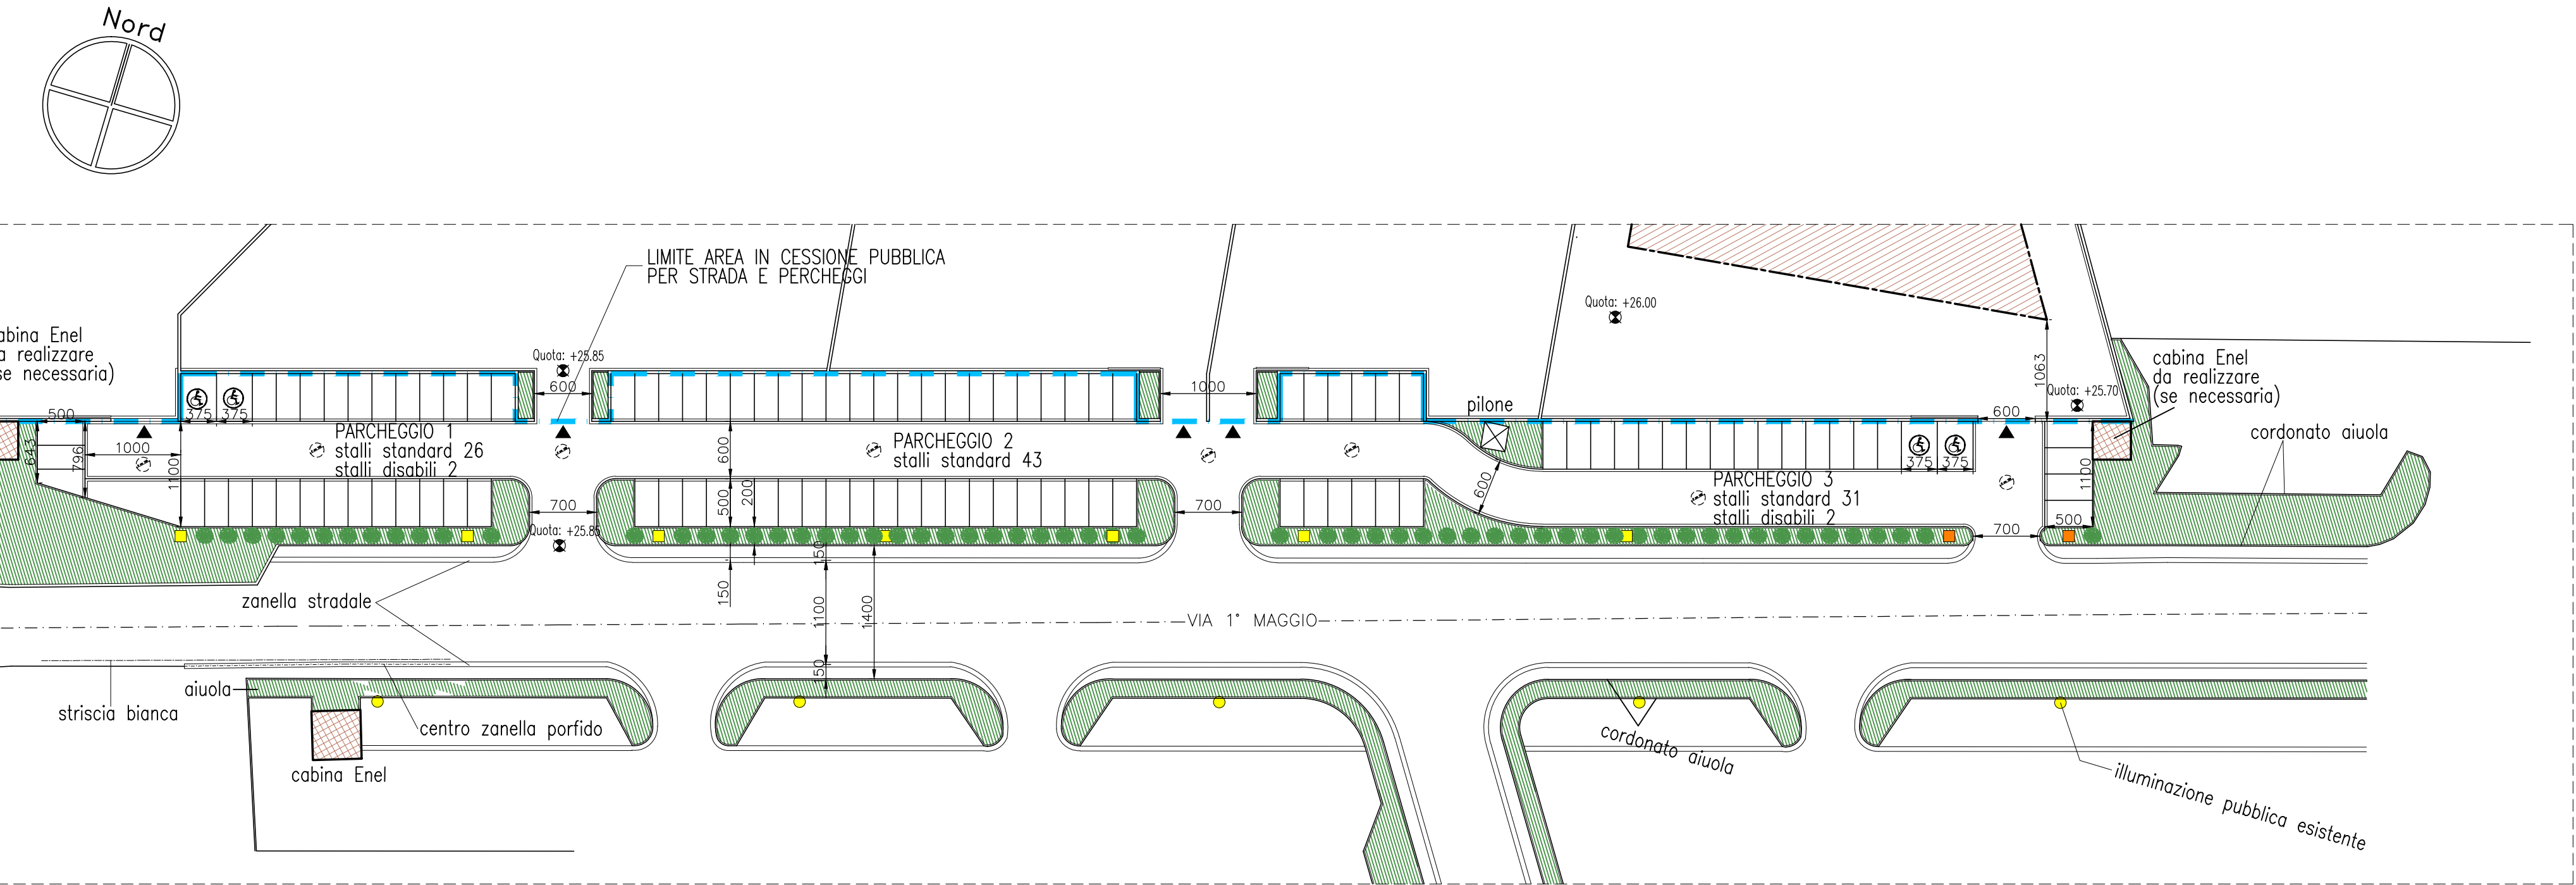 Nord
LIMITE AREA IN CESSIONE PUBBLICA
PER STRADA E PERCHEGGI
Quota: +26.00
abina Enel
a realizzare
se necessaria)
Quota: +25.85
600
1000
1063
Quota: +25.70
cabina Enel
da realizzare
(se necessaria)
500
375
375
pilone
600
cordonato aiuola
643
796
1000
1100
PARCHEGGIO 1
stalli standard 26
stalli disabili 2
600
PARCHEGGIO 2
stalli standard 43
375
375
PARCHEGGIO 3
stalli standard 31
stalli disabili 2
600
1100
500
700
500
200
700
700
Quota: +25.85
150
150
1100
1400
150
zanella stradale
VIA 1° MAGGIO
aiuola
striscia bianca
centro zanella porfido
cabina Enel
cordonato aiuola
illuminazione pubblica esistente